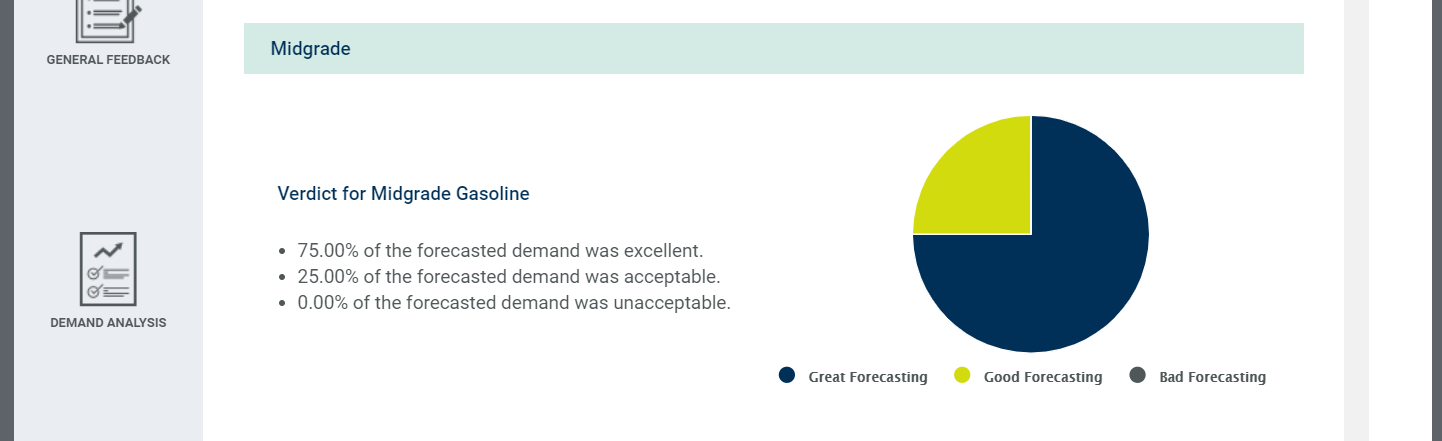 GENERAL FEEDBACK
DEMAND ANALYSIS
Midgrade
Verdict for Midgrade Gasoline
• 75.00% of the forecasted demand was excellent.
• 25.00% of the forecasted demand was acceptable.
• 0.00% of the forecasted demand was unacceptable.
Great Forecasting Good Forecasting Bad Forecasting